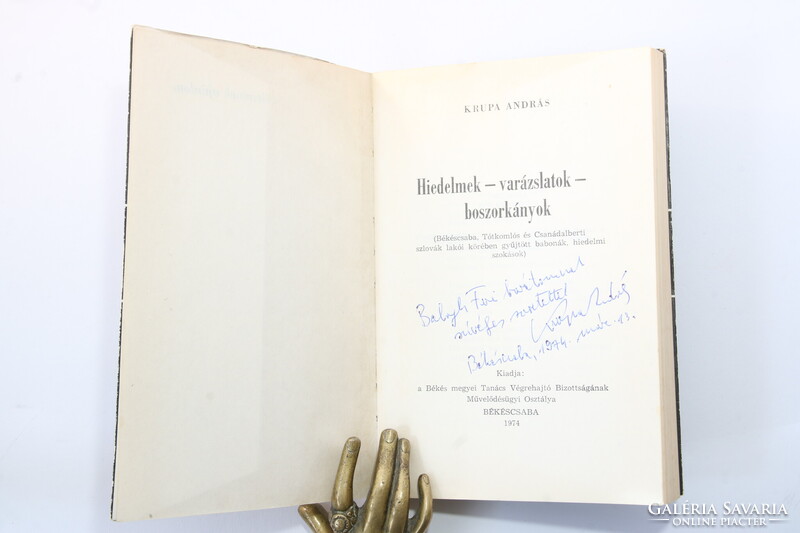 KRUPA ANDRÁS
Hiedelmek — varázslatok —
boszorkányok
(Békéscsaba, Tótkomlós és Csanádalberti
szlovák lakói körében gyűjtött babonák, hiedelmi
szokások)
Feri barátomnak
szíves szeretettel
Krupa András
Békéscsaba, 1974. márc. 13.
Kiadja:
a Békés megyei Tanács Végrehajtó Bizottságának
Művelődésügyi Osztálya
BÉKÉSCSABA
1974
GALÉRIA SAVARIA
ONLINE PIACTÉR